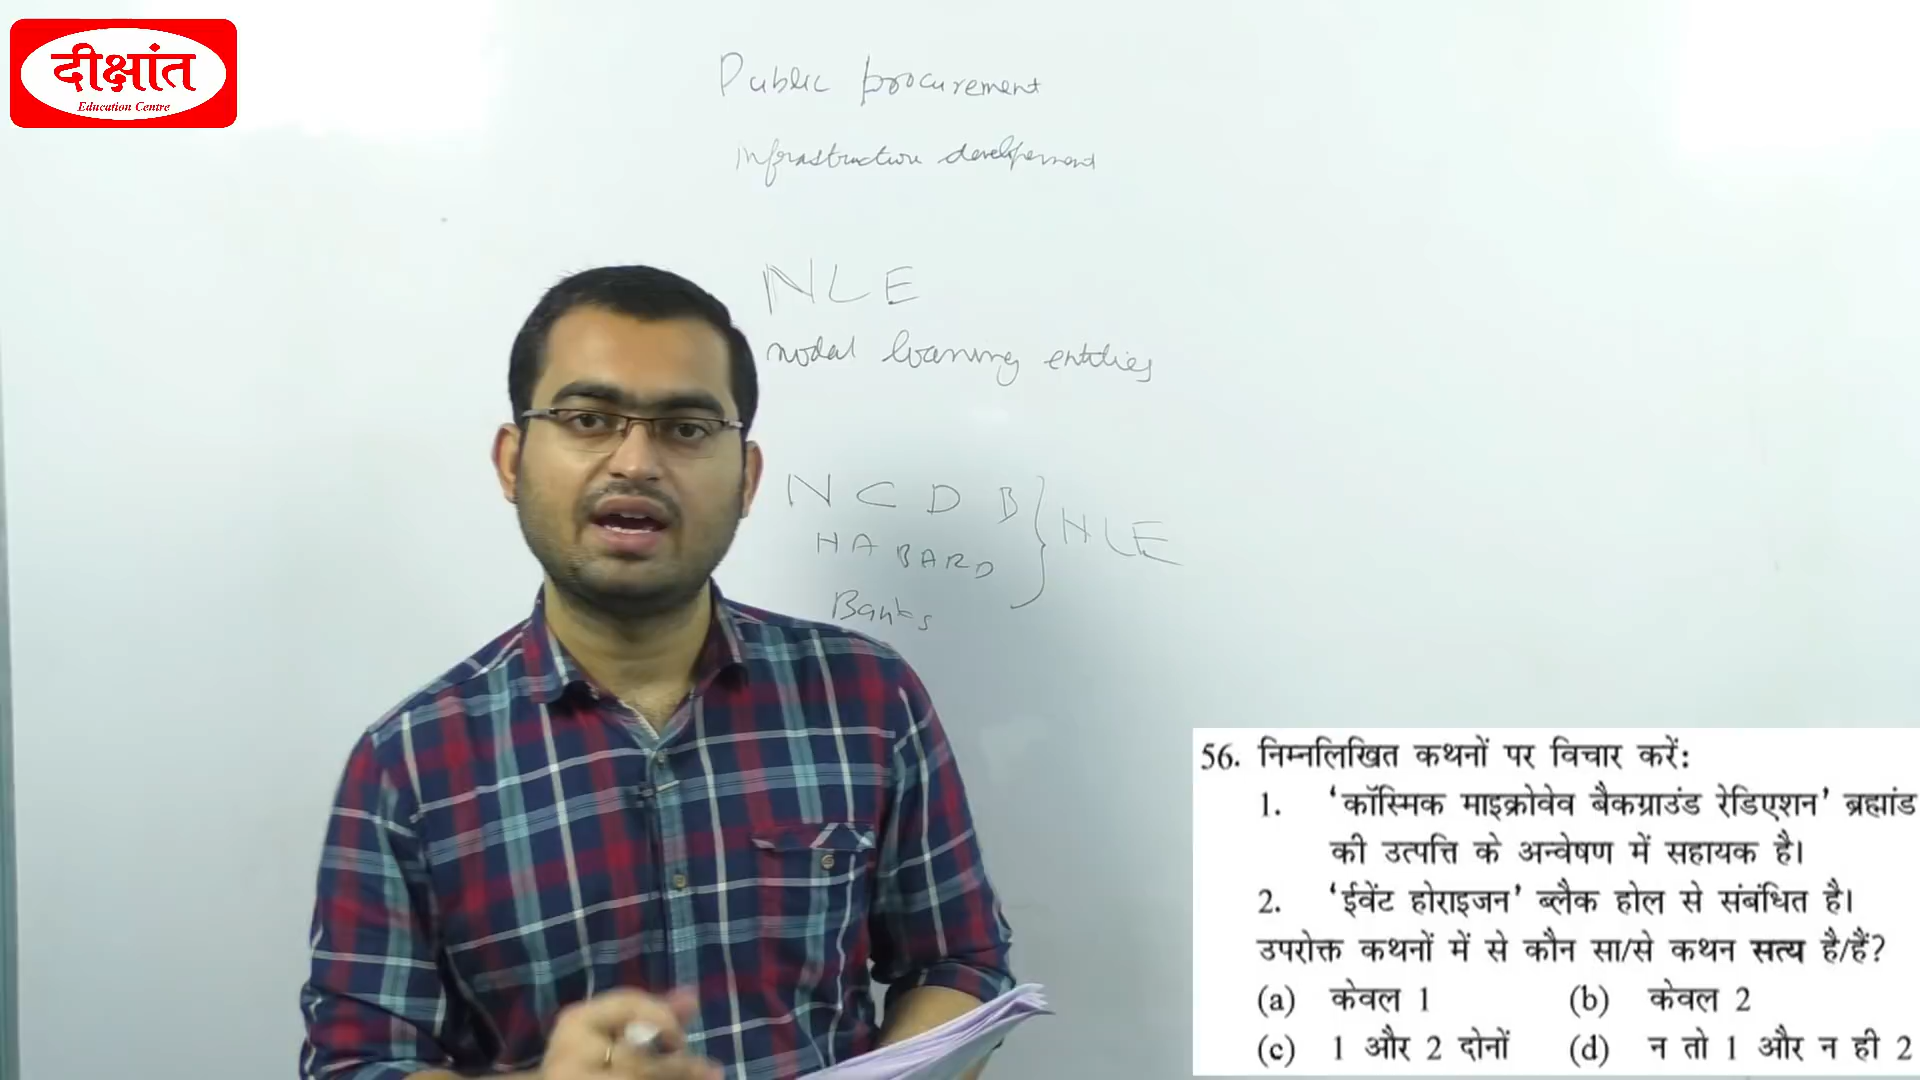 दीक्षांत
Education Centre
Public procurement
infrastructure development
NLE
nodal loaning entities
N C D B } NLE
NABARD
Banks
56. निम्नलिखित कथनों पर विचार करें:
1. 'कॉस्मिक माइक्रोवेव बैकग्राउंड रेडिएशन' ब्रह्मांड
की उत्पत्ति के अन्वेषण में सहायक है।
2. 'ईवेंट होराइजन' ब्लैक होल से संबंधित है।
उपरोक्त कथनों में से कौन सा/से कथन सत्य है/हैं?
(a) केवल 1 (b) केवल 2
(c) 1 और 2 दोनों (d) न तो 1 और न ही 2